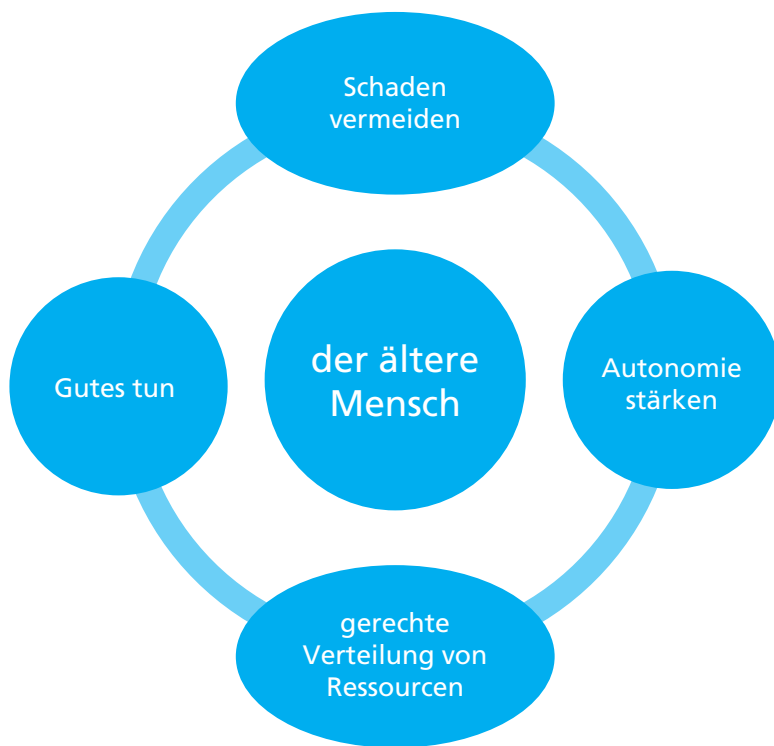 Schaden
vermeiden
Gutes tun
der ältere
Mensch
Autonomie
stärken
gerechte
Verteilung von
Ressourcen